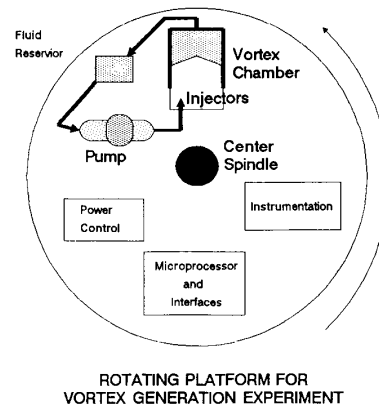 Fluid
Reservior
Vortex
Chamber
Injectors
Pump
Center
Spindle
Power
Control
Instrumentation
Microprocessor
and
Interfaces
ROTATING PLATFORM FOR
VORTEX GENERATION EXPERIMENT